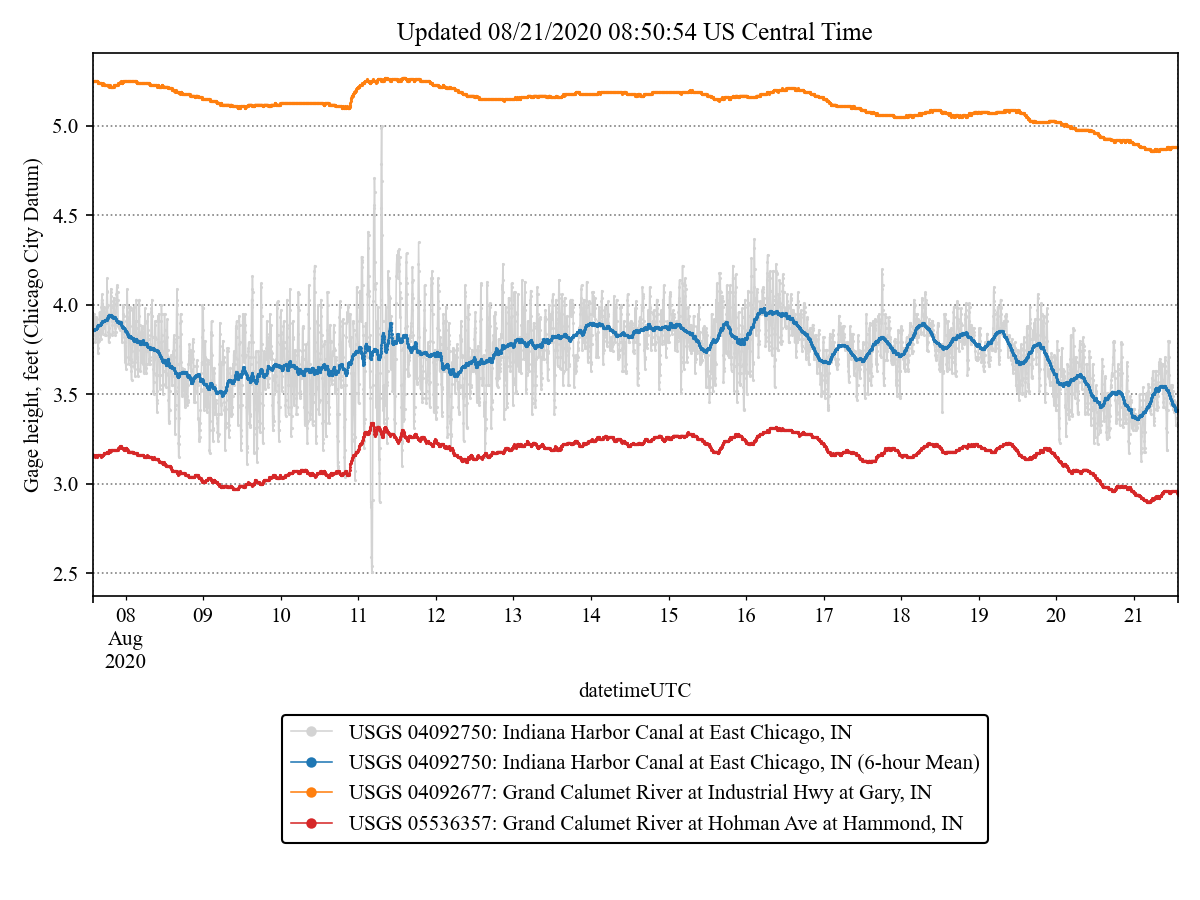 Updated 08/21/2020 08:50:54 US Central Time
Gage height, feet (Chicago City Datum)
5.0
4.5
4.0
3.5
3.0
2.5
08 09 10 11 12 13 14 15 16 17 18 19 20 21
Aug
2020
datetimeUTC
USGS 04092750: Indiana Harbor Canal at East Chicago, IN
USGS 04092750: Indiana Harbor Canal at East Chicago, IN (6-hour Mean)
USGS 04092677: Grand Calumet River at Industrial Hwy at Gary, IN
USGS 05536357: Grand Calumet River at Hohman Ave at Hammond, IN